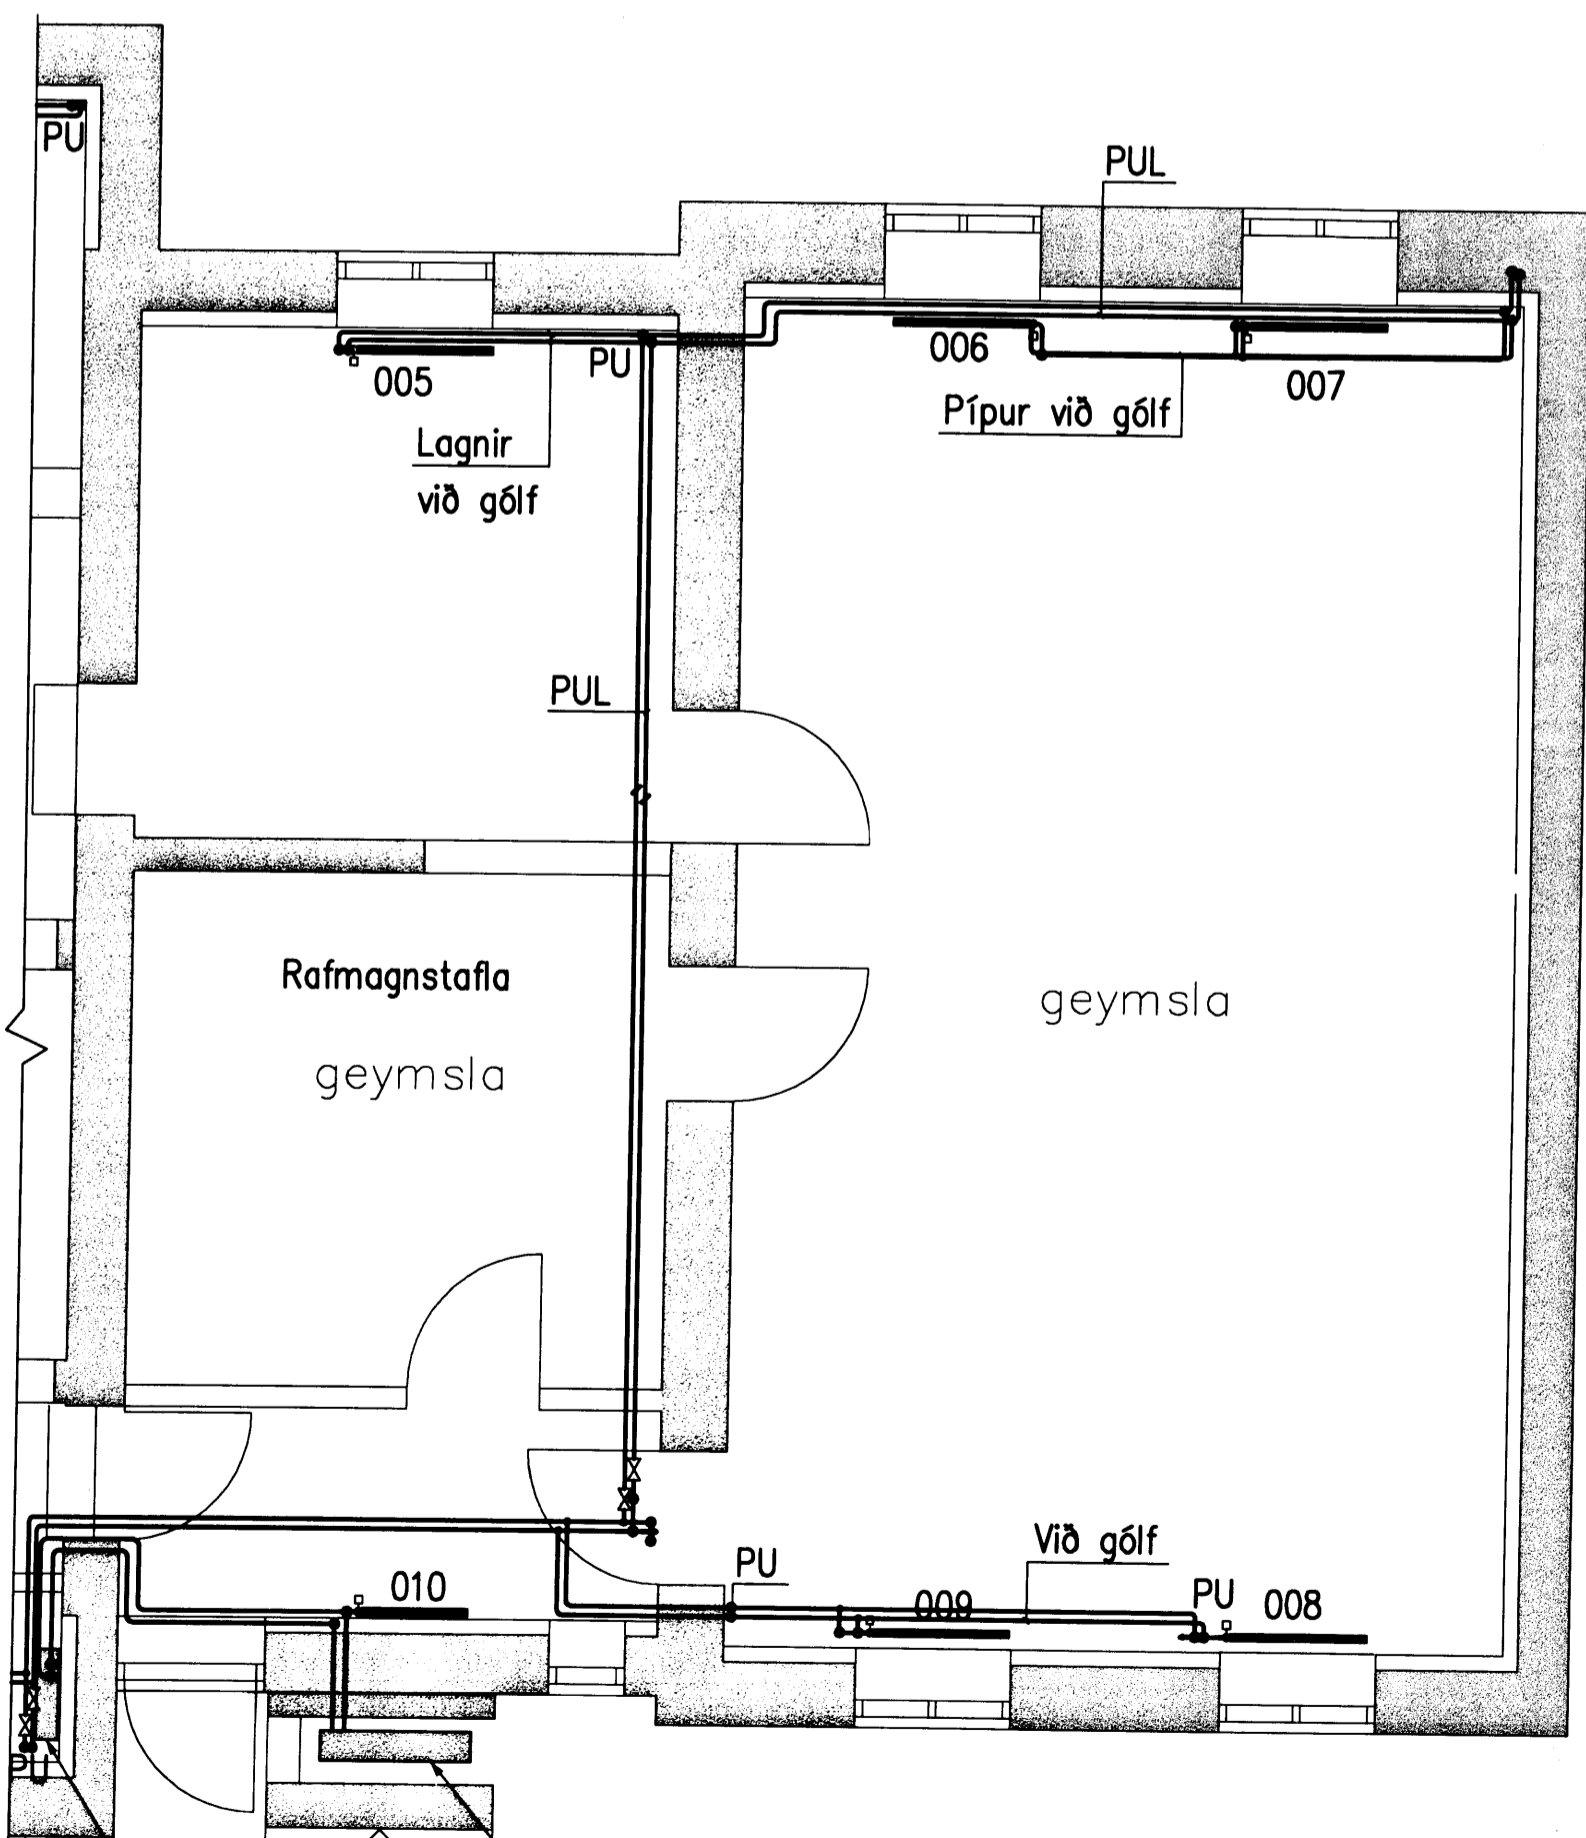 PU
PUL
006
007
PU
005
Pípur við gólf
Lagnir
við gólf
PUL
Rafmagnstafla
geymsla
geymsla
Við gólf
PU
010
PU
009
008
PU